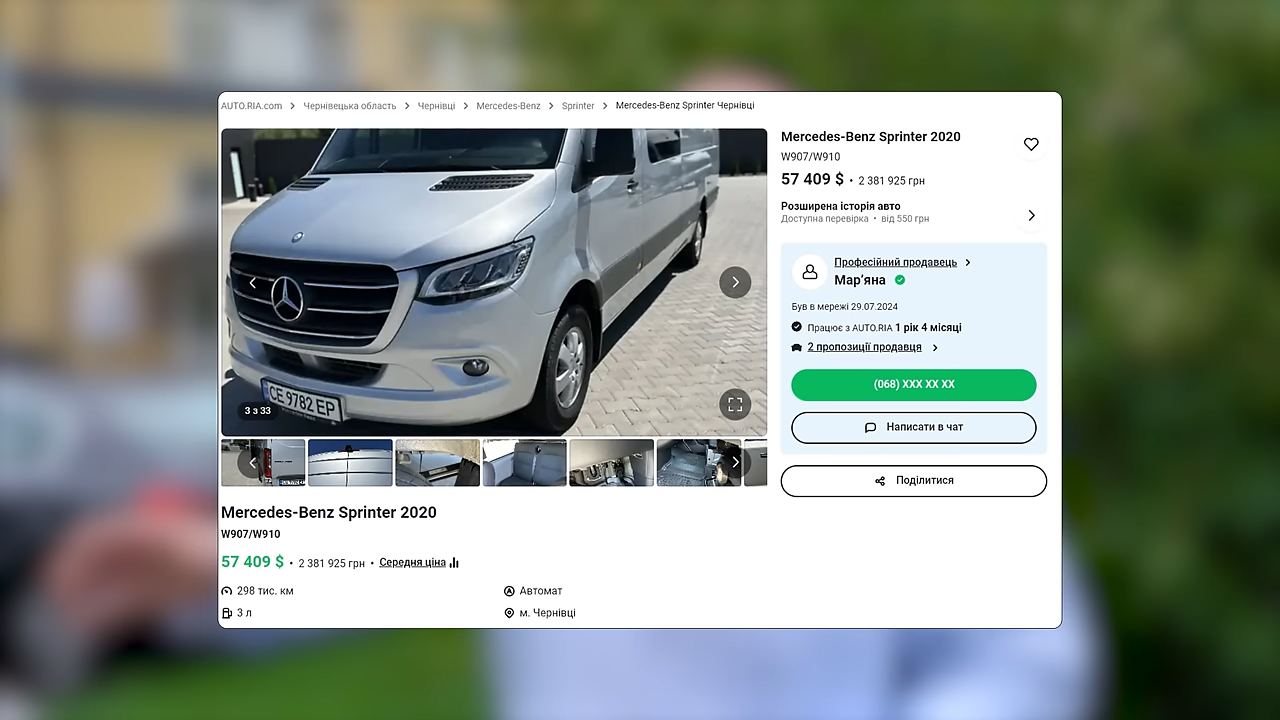 AUTO.RIA.com > Чернівецька область > Чернівці > Mercedes-Benz > Sprinter > Mercedes-Benz Sprinter Чернівці
CE 9782 EP
3 з 33
Mercedes-Benz Sprinter 2020
W907/W910
57 409 $ • 2 381 925 грн
Розширена історія авто
Доступна перевірка • від 550 грн
Професійний продавець
Мар’яна
Був в мережі 29.07.2024
Працює з AUTO.RIA 1 рік 4 місяці
2 пропозиції продавця
(068) XXX XX XX
Написати в чат
Поділитися
Mercedes-Benz Sprinter 2020
W907/W910
57 409 $ • 2 381 925 грн • Середня ціна
298 тис. км
Автомат
3 л
м. Чернівці